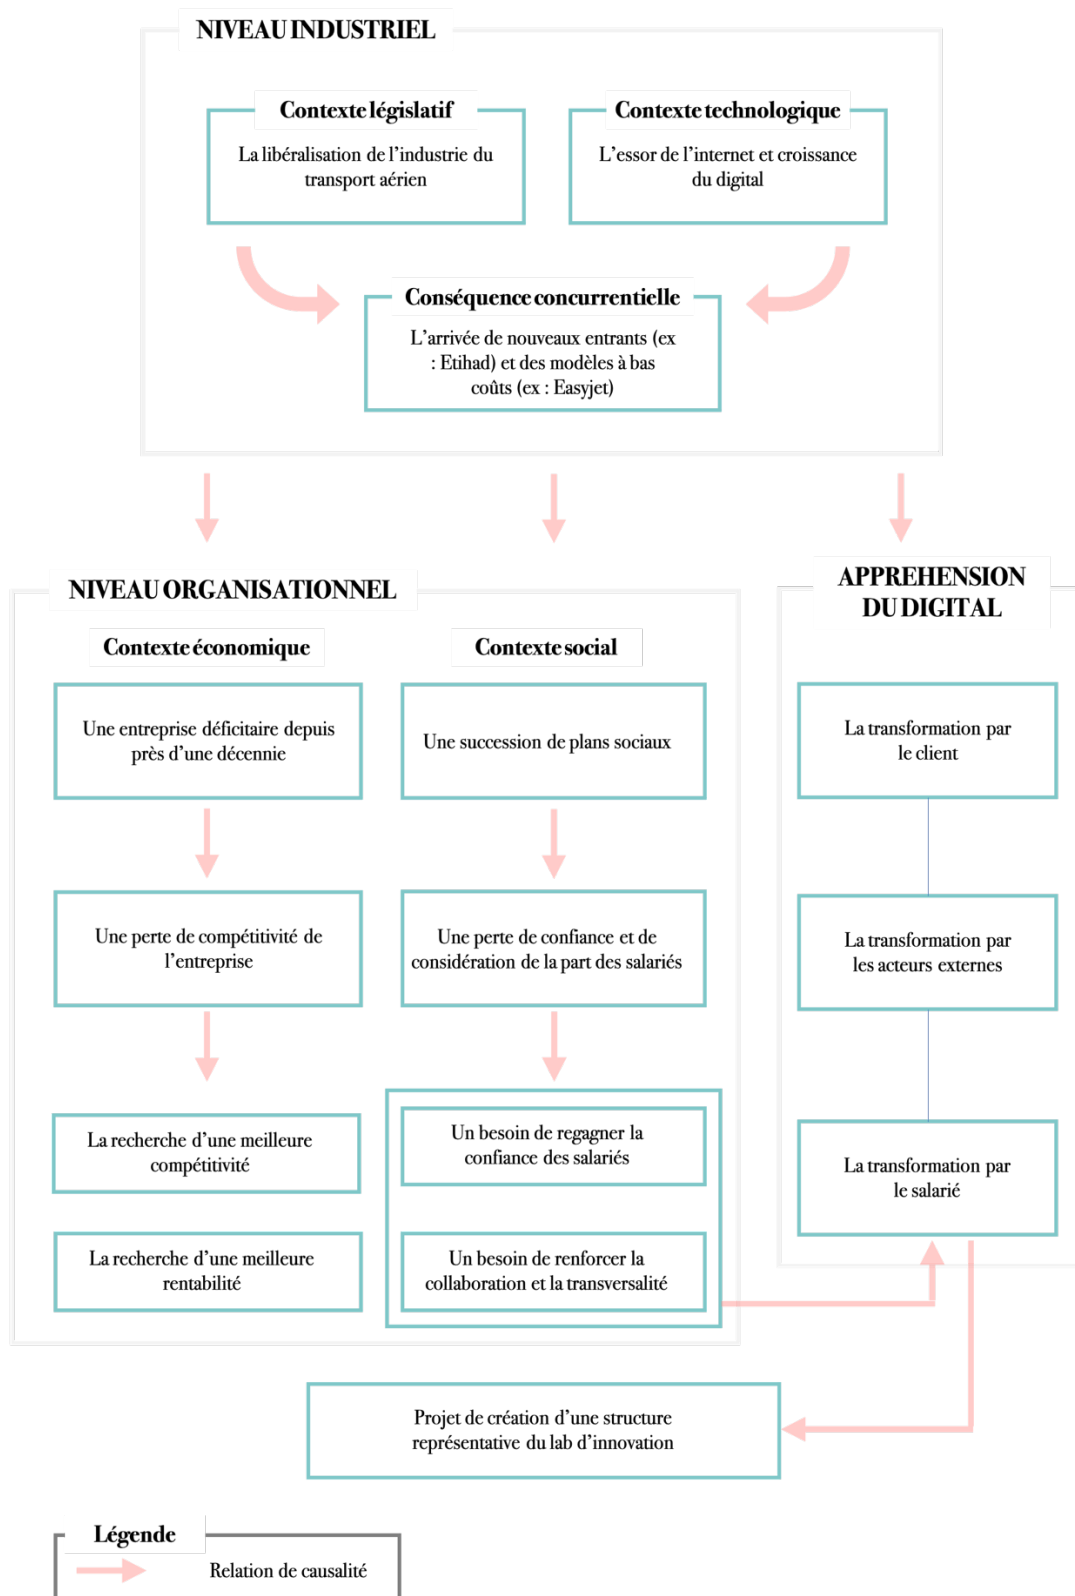 NIVEAU INDUSTRIEL
Contexte législatif
La libéralisation de l’industrie du
transport aérien
Contexte technologique
L’essor de l’internet et croissance
du digital
Conséquence concurrentielle
L’arrivée de nouveaux entrants (ex
: Etihad) et des modèles à bas
coûts (ex : Easyjet)
NIVEAU ORGANISATIONNEL
Contexte économique
Une entreprise déficitaire depuis
près d’une décennie
Une perte de compétitivité de
l’entreprise
La recherche d’une meilleure
compétitivité
La recherche d’une meilleure
rentabilité
Contexte social
Une succession de plans sociaux
Une perte de confiance et de
considération de la part des salariés
Un besoin de regagner la
confiance des salariés
Un besoin de renforcer la
collaboration et la transversalité
APPREHENSION
DU DIGITAL
La transformation par
le client
La transformation par
les acteurs externes
La transformation par
le salarié
Projet de création d’une structure
représentative du lab d’innovation
Légende
Relation de causalité